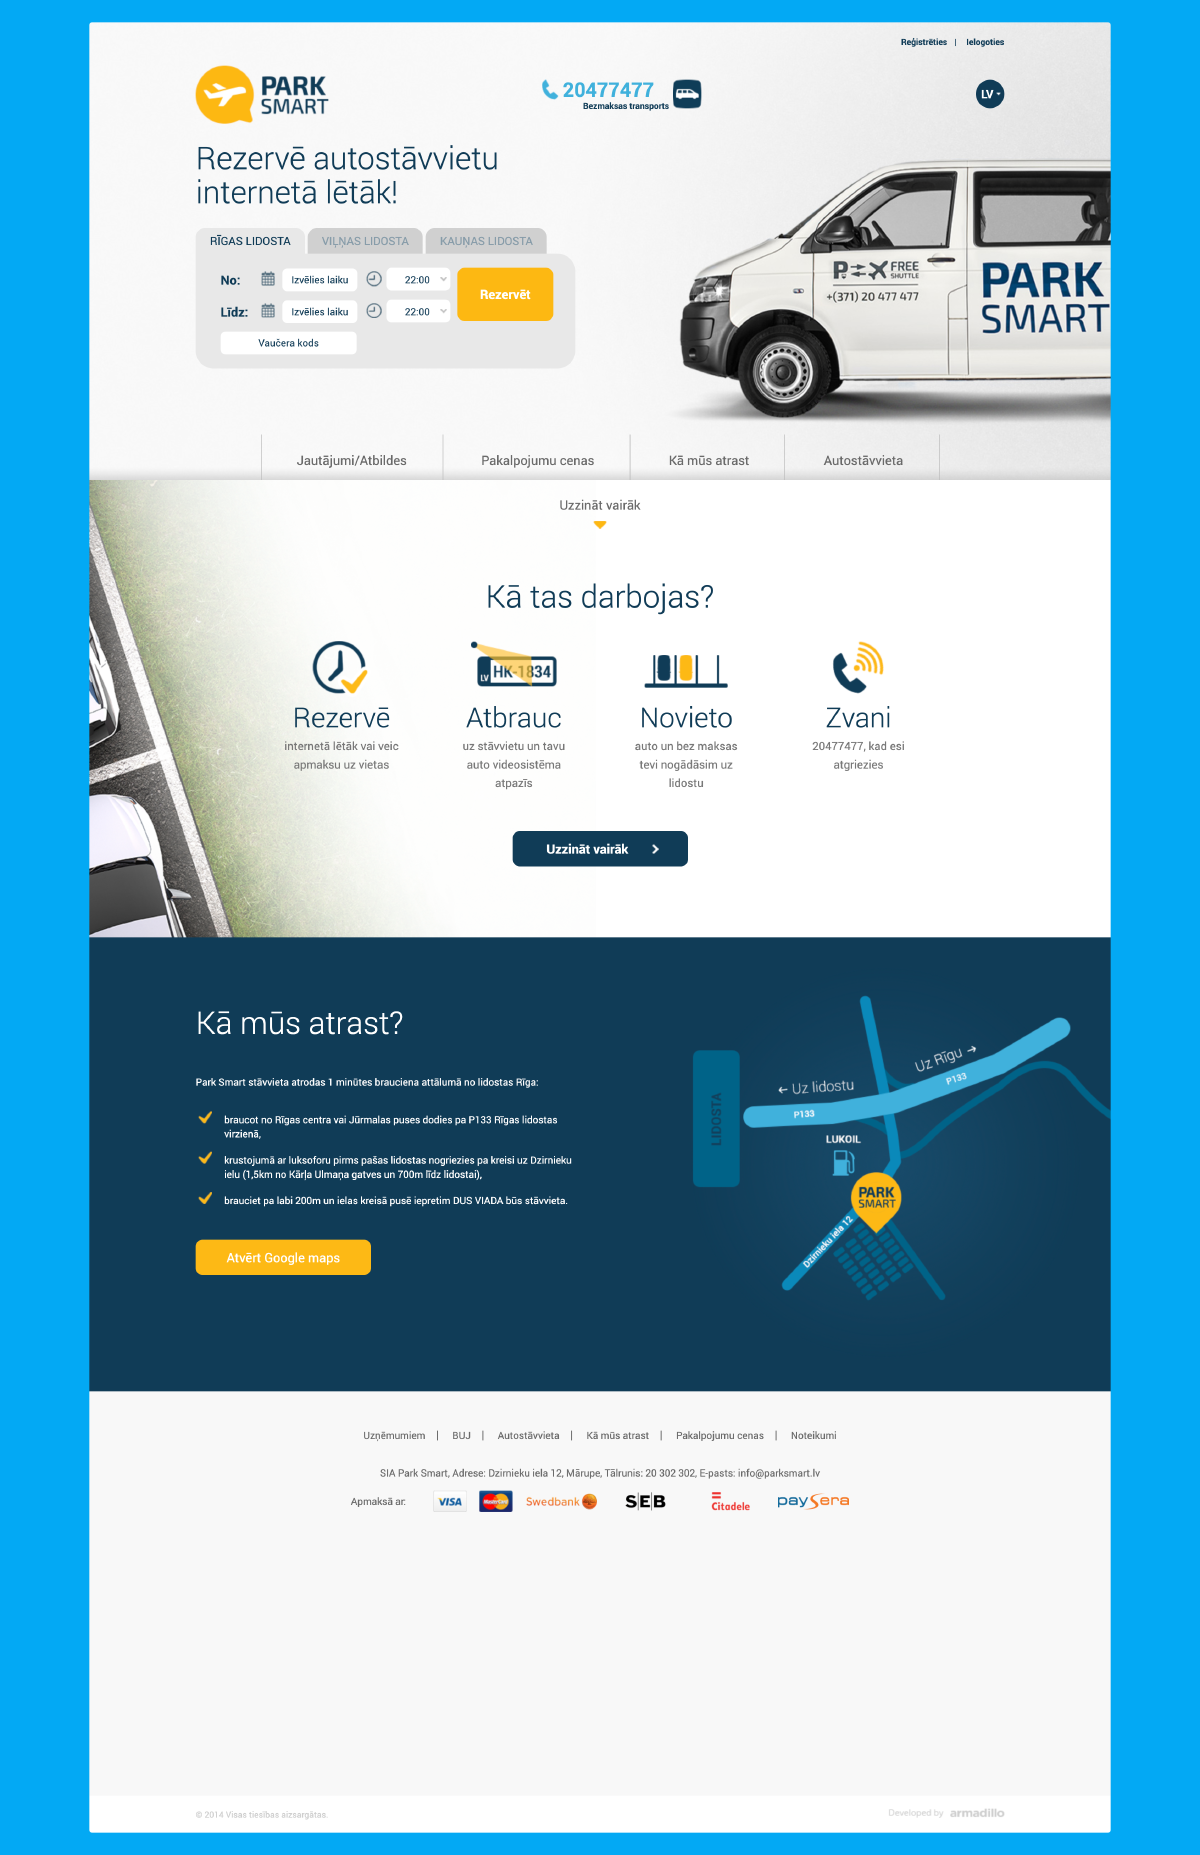 Reģistrēties | Ielogoties
PARK
SMART
20477477
Bezmaksas transports
LV
Rezervē autostāvvietu
internetā lētāk!
RĪGAS LIDOSTA
VIĻŅAS LIDOSTA
KAUŅAS LIDOSTA
No:
Izvēlies laiku
22:00
Rezervēt
Līdz:
Izvēlies laiku
22:00
Vaučera kods
P
FREE
SHUTTLE
+(371) 20 477 477
PARK
SMART
Jautājumi/Atbildes
Pakalpojumu cenas
Kā mūs atrast
Autostāvvieta
Uzzināt vairāk
Kā tas darbojas?
LV HK-1834
Rezervē
internetā lētāk vai veic
apmaksu uz vietas
Atbrauc
uz stāvvietu un tavu
auto videosistēma
atpazīs
Novieto
auto un bez maksas
tevi nogādāsim uz
lidostu
Zvani
20477477, kad esi
atgriezies
Uzzināt vairāk
Kā mūs atrast?
Park Smart stāvvieta atrodas 1 minūtes brauciena attālumā no lidostas Rīga:
braucot no Rīgas centra vai Jūrmalas puses dodies pa P133 Rīgas lidostas
virzienā,
krustojumā ar luksoforu pirms pašas lidostas nogriezies pa kreisi uz Dzirnieku
ielu (1,5km no Kārļa Ulmaņa gatves un 700m līdz lidostai),
brauciet pa labi 200m un ielas kreisā pusē iepretim DUS VIADA būs stāvvieta.
Atvērt Google maps
LIDOSTA
← Uz lidostu
Uz Rīgu →
P133
P133
LUKOIL
PARK
SMART
Dzirnieku iela 12
Uzņēmumiem | BUJ | Autostāvvieta | Kā mūs atrast | Pakalpojumu cenas | Noteikumi
SIA Park Smart, Adrese: Dzirnieku iela 12, Mārupe, Tālrunis: 20 302 302, E-pasts: info@parksmart.lv
Apmaksā ar:
VISA
MasterCard
Swedbank
SEB
Citadele
paysera
© 2014 Visas tiesības aizsargātas.
Developed by armadillo